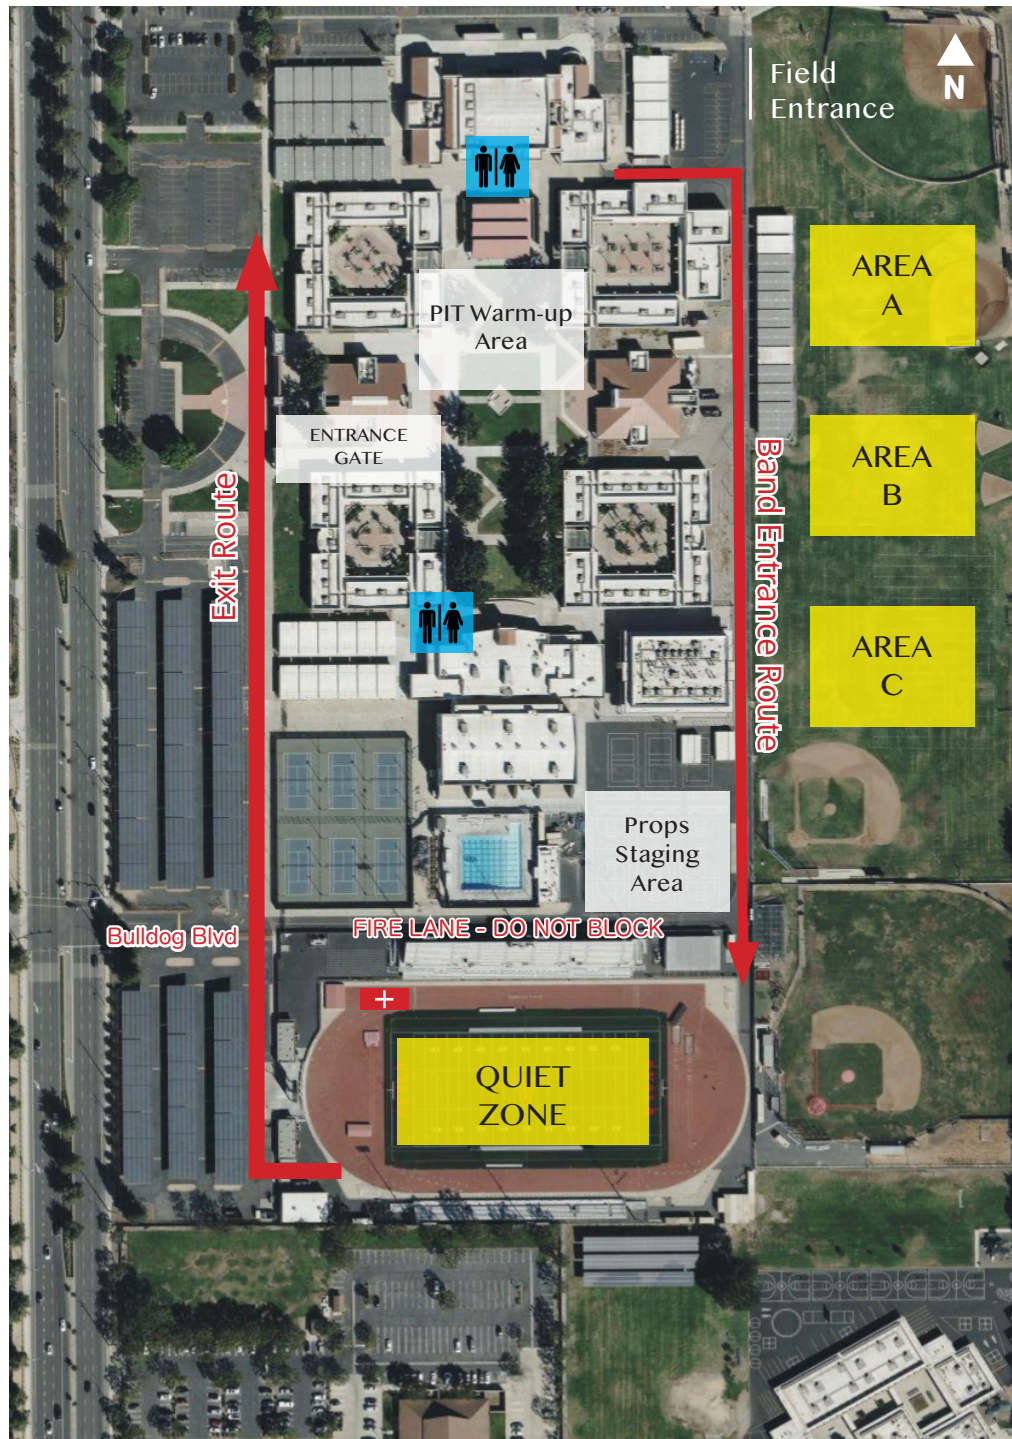 Field
Entrance
N
AREA
A
PIT Warm-up
Area
ENTRANCE
GATE
AREA
B
Exit Route
Band Entrance Route
AREA
C
Props
Staging
Area
Bulldog Blvd
FIRE LANE - DO NOT BLOCK
QUIET
ZONE